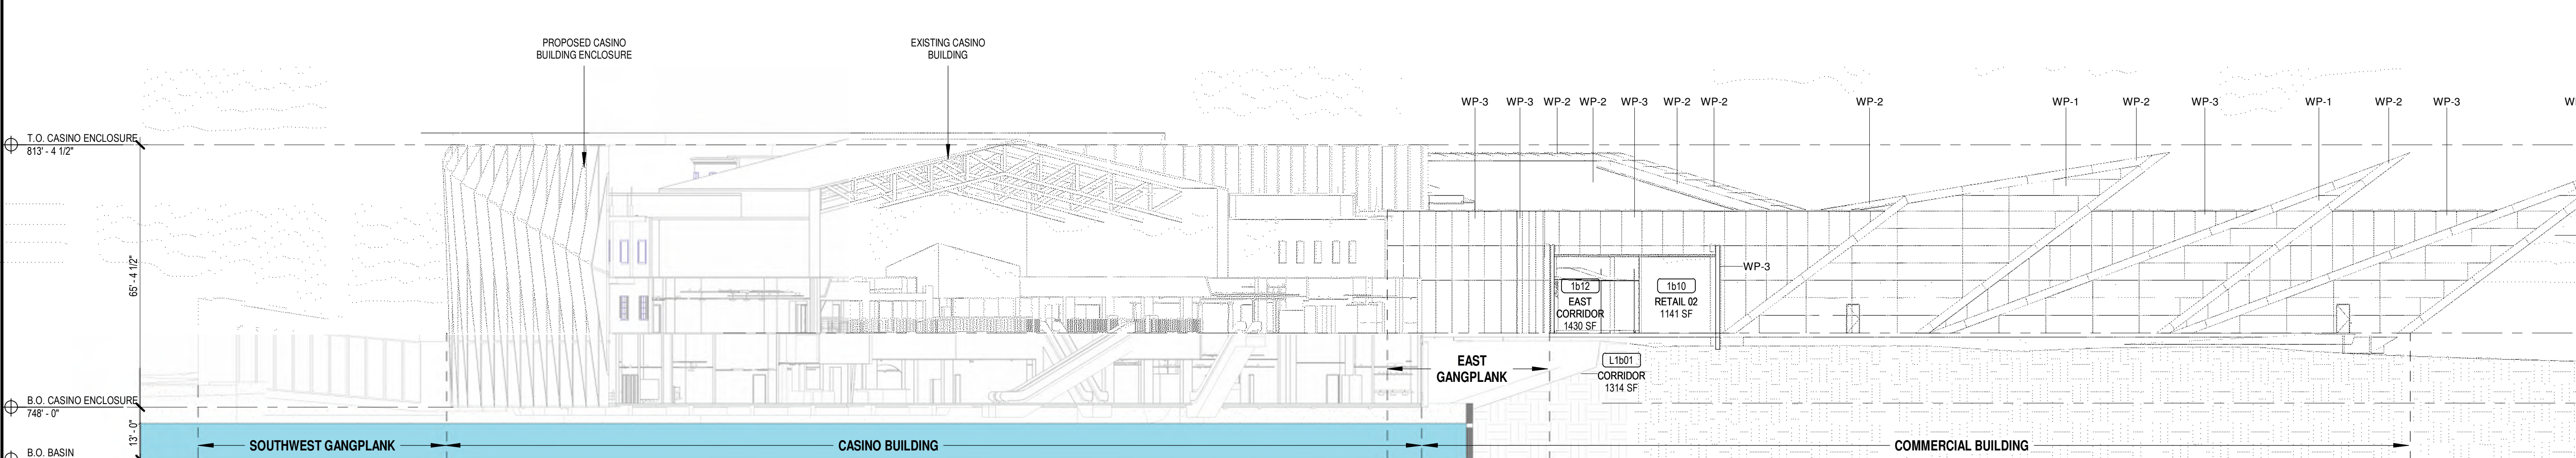 PROPOSED CASINO
BUILDING ENCLOSURE
EXISTING CASINO
BUILDING
WP-3
WP-3
WP-2
WP-2
WP-3
WP-2
WP-2
WP-2
WP-1
WP-2
WP-3
WP-1
WP-2
WP-3
T.O. CASINO ENCLOSURE
813' - 4 1/2"
65' - 4 1/2"
WP-3
1b12
EAST
CORRIDOR
1430 SF
1b10
RETAIL 02
1141 SF
L1b01
CORRIDOR
1314 SF
EAST
GANGPLANK
B.O. CASINO ENCLOSURE
748' - 0"
13' - 0"
SOUTHWEST GANGPLANK
CASINO BUILDING
COMMERCIAL BUILDING
B.O. BASIN